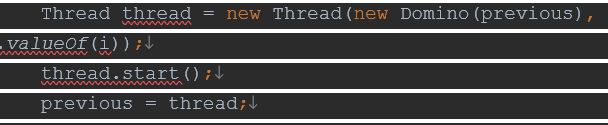 Thread thread = new Thread(new Domino(previous),
.valueOf(i));↓
thread.start();↓
previous = thread;↓